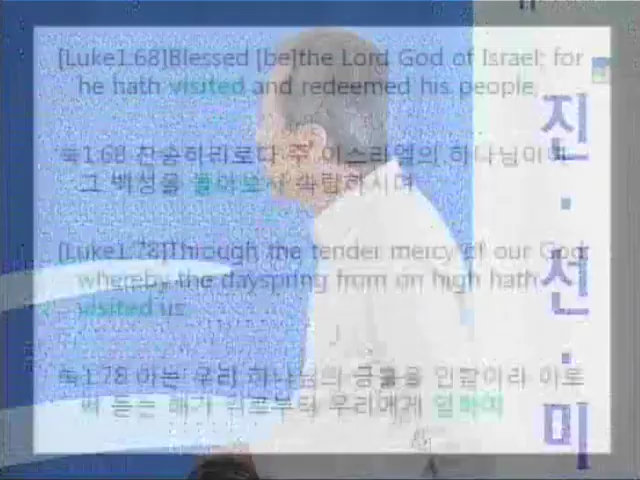 [Luke1:68]Blessed [be]the Lord God of Israel; for
he hath visited and redeemed his people,
눅1:68 찬송하리로다 주 이스라엘의 하나님이여
그 백성을 돌아보사 속량하시며
[Luke1:78]Through the tender mercy of our God;
whereby the dayspring from on high hath
visited us
눅1:78 이는 우리 하나님의 긍휼을 인함이라 이로
써 돋는 해가 위로부터 우리에게 임하여
진·선·미